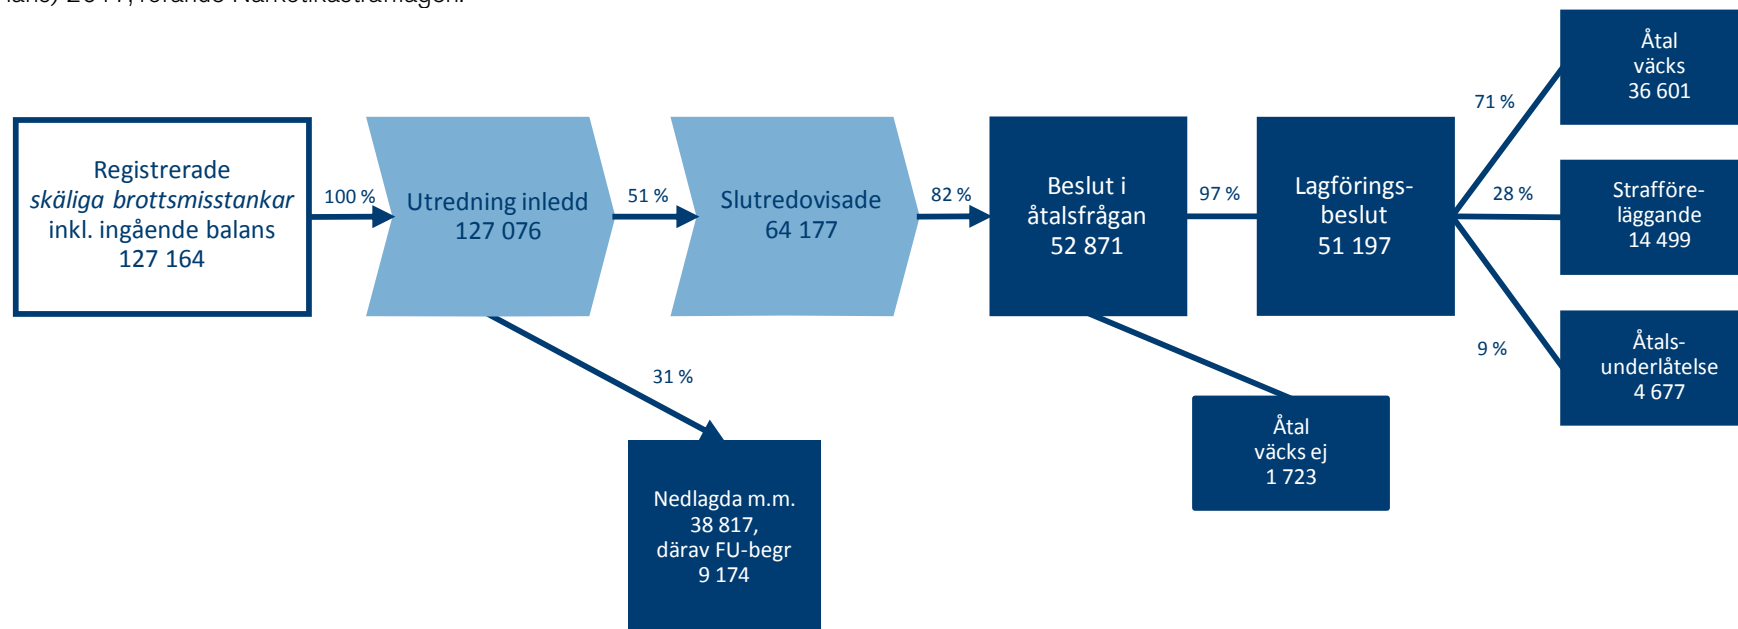 Registrerade
skäliga brottsmisstankar
inkl. ingående balans
127 164
100 %
Utredning inledd
127 076
51 %
Slutredovisade
64 177
82 %
Beslut i
åtalsfrågan
52 871
97 %
Lagförings-
beslut
51 197
71 %
Åtal
väcks
36 601
28 %
Strafföre-
läggande
14 499
9 %
Åtals-
underlåtelse
4 677
31 %
Nedlagda m.m.
38 817,
därav FU-begr
9 174
Åtal
väcks ej
1 723